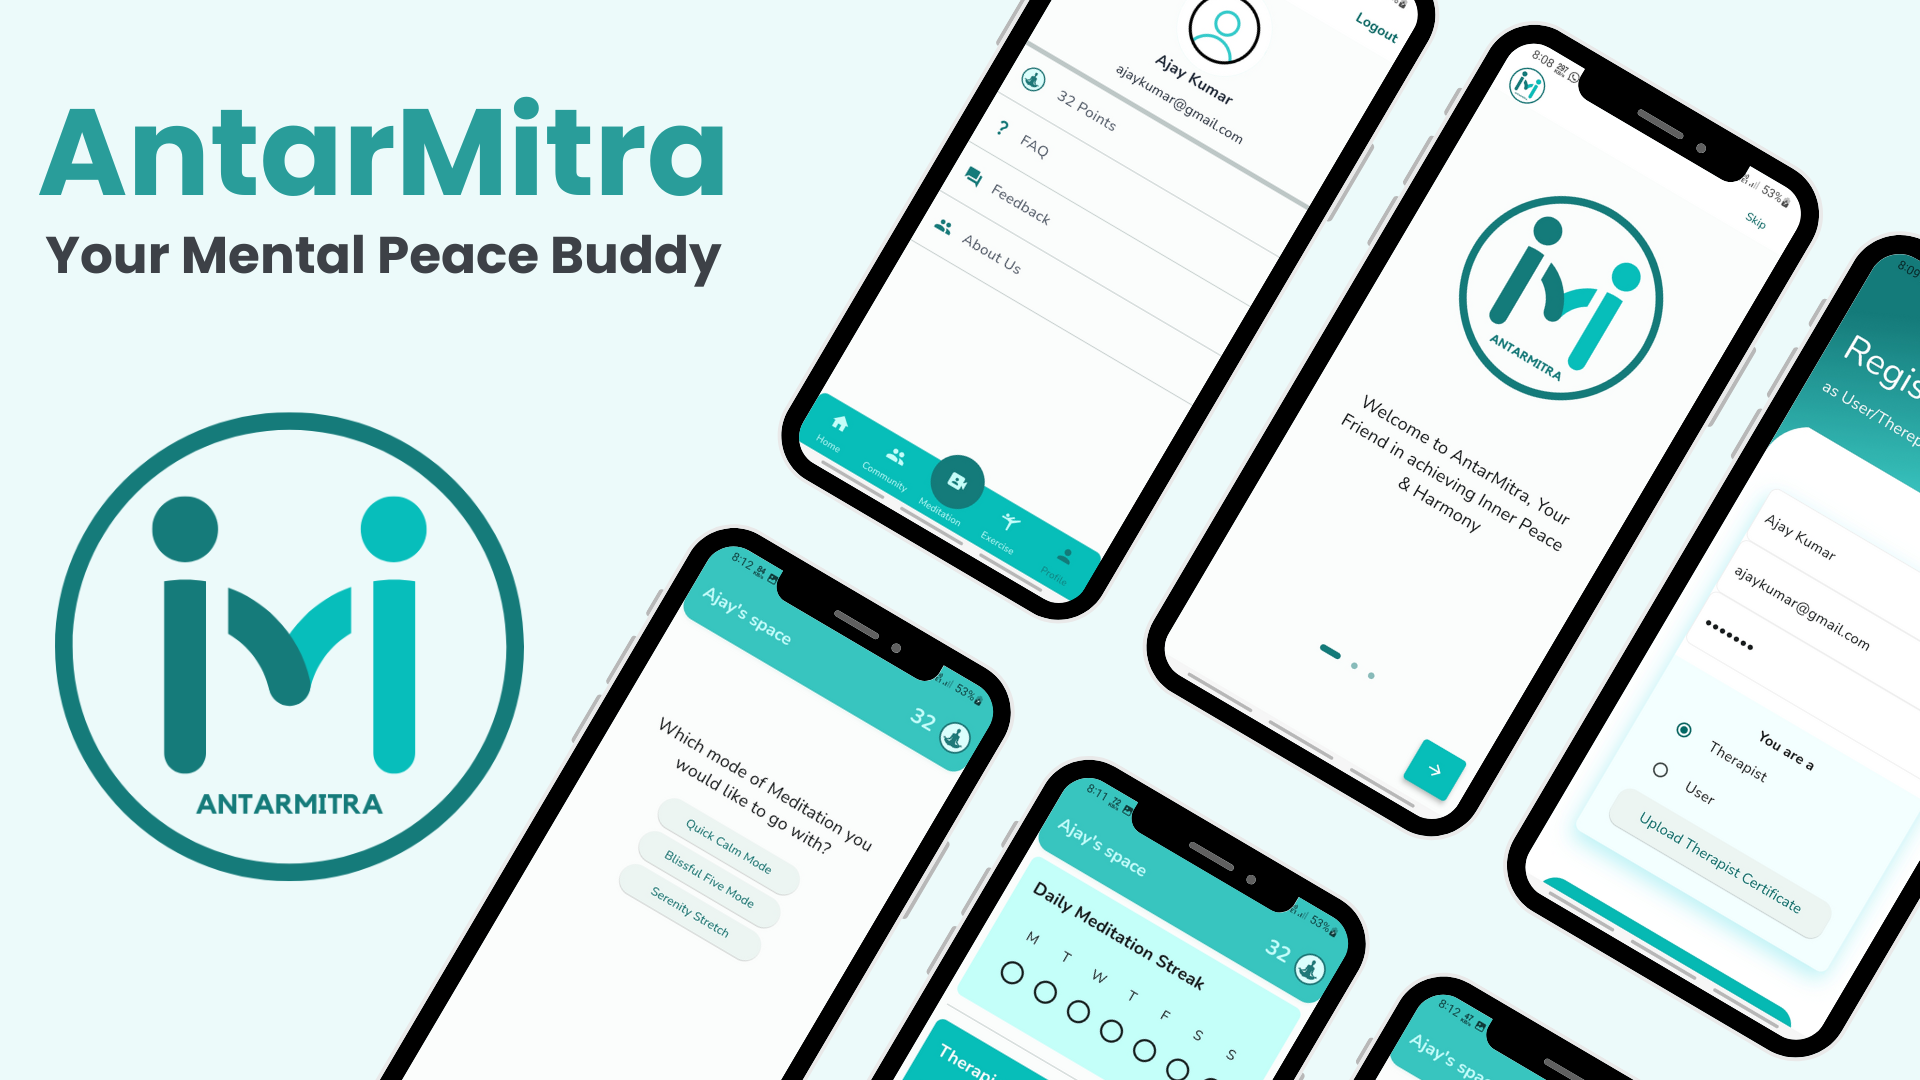 AntarMitra
Your Mental Peace Buddy
ANTARMITRA
Logout
Ajay Kumar
ajaykumar@gmail.com
32 Points
FAQ
Feedback
About Us
Home
Community
Meditation
Exercise
Profile
8:08
53%
Skip
ANTARMITRA
Welcome to AntarMitra, Your
Friend in achieving Inner Peace
& Harmony
8:09
Regis
as User/Therep
Ajay Kumar
ajaykumar@gmail.com
You are a
Therapist
User
Upload Therapist Certificate
8:12 84
53%
Ajay's space
32
Which mode of Meditation you
would like to go with?
Quick Calm Mode
Blissful Five Mode
Serenity Stretch
8:11 72
53%
Ajay's space
32
Daily Meditation Streak
M T W T F S S
Therapi
8:12 47
Ajay's spa